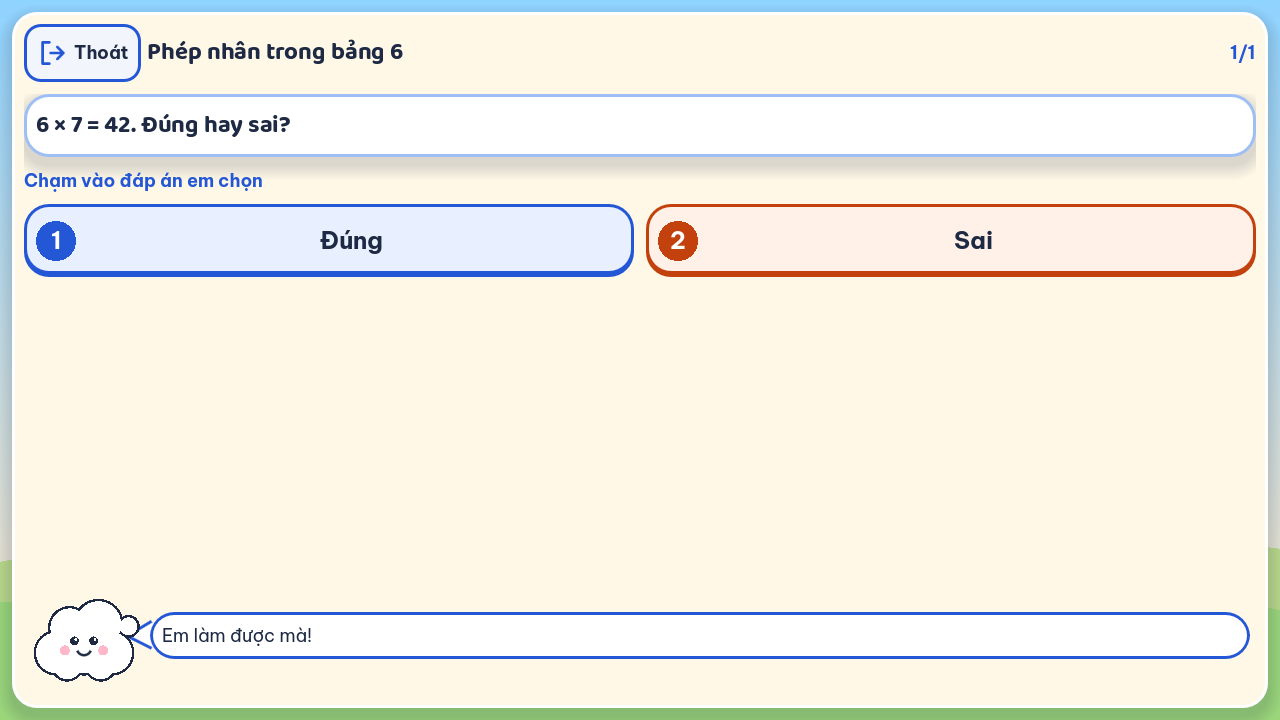 Thoát
Phép nhân trong bảng 6
1/1
6 × 7 = 42. Đúng hay sai?
Chạm vào đáp án em chọn
1 Đúng
2 Sai
Em làm được mà!